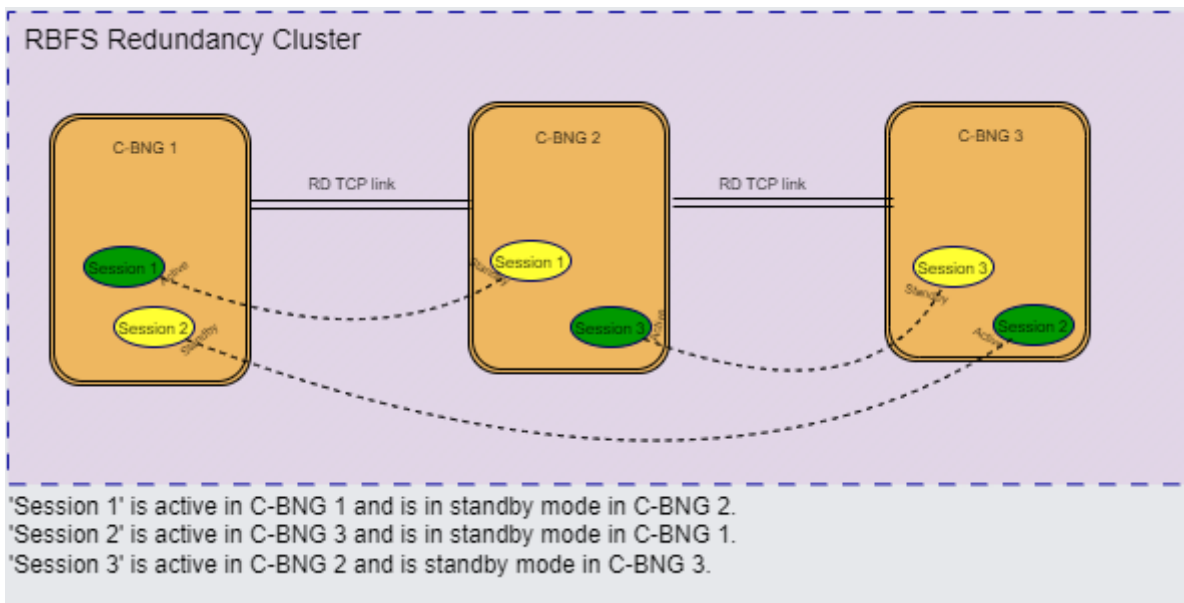 RBFS Redundancy Cluster
C-BNG 1
C-BNG 2
C-BNG 3
RD TCP link
RD TCP link
Session 1
Active
Standby
Session 1
Session 3
Standby
Session 2
Standby
Session 3
Active
Active
Session 2
'Session 1' is active in C-BNG 1 and is in standby mode in C-BNG 2.
'Session 2' is active in C-BNG 3 and is in standby mode in C-BNG 1.
'Session 3' is active in C-BNG 2 and is standby mode in C-BNG 3.